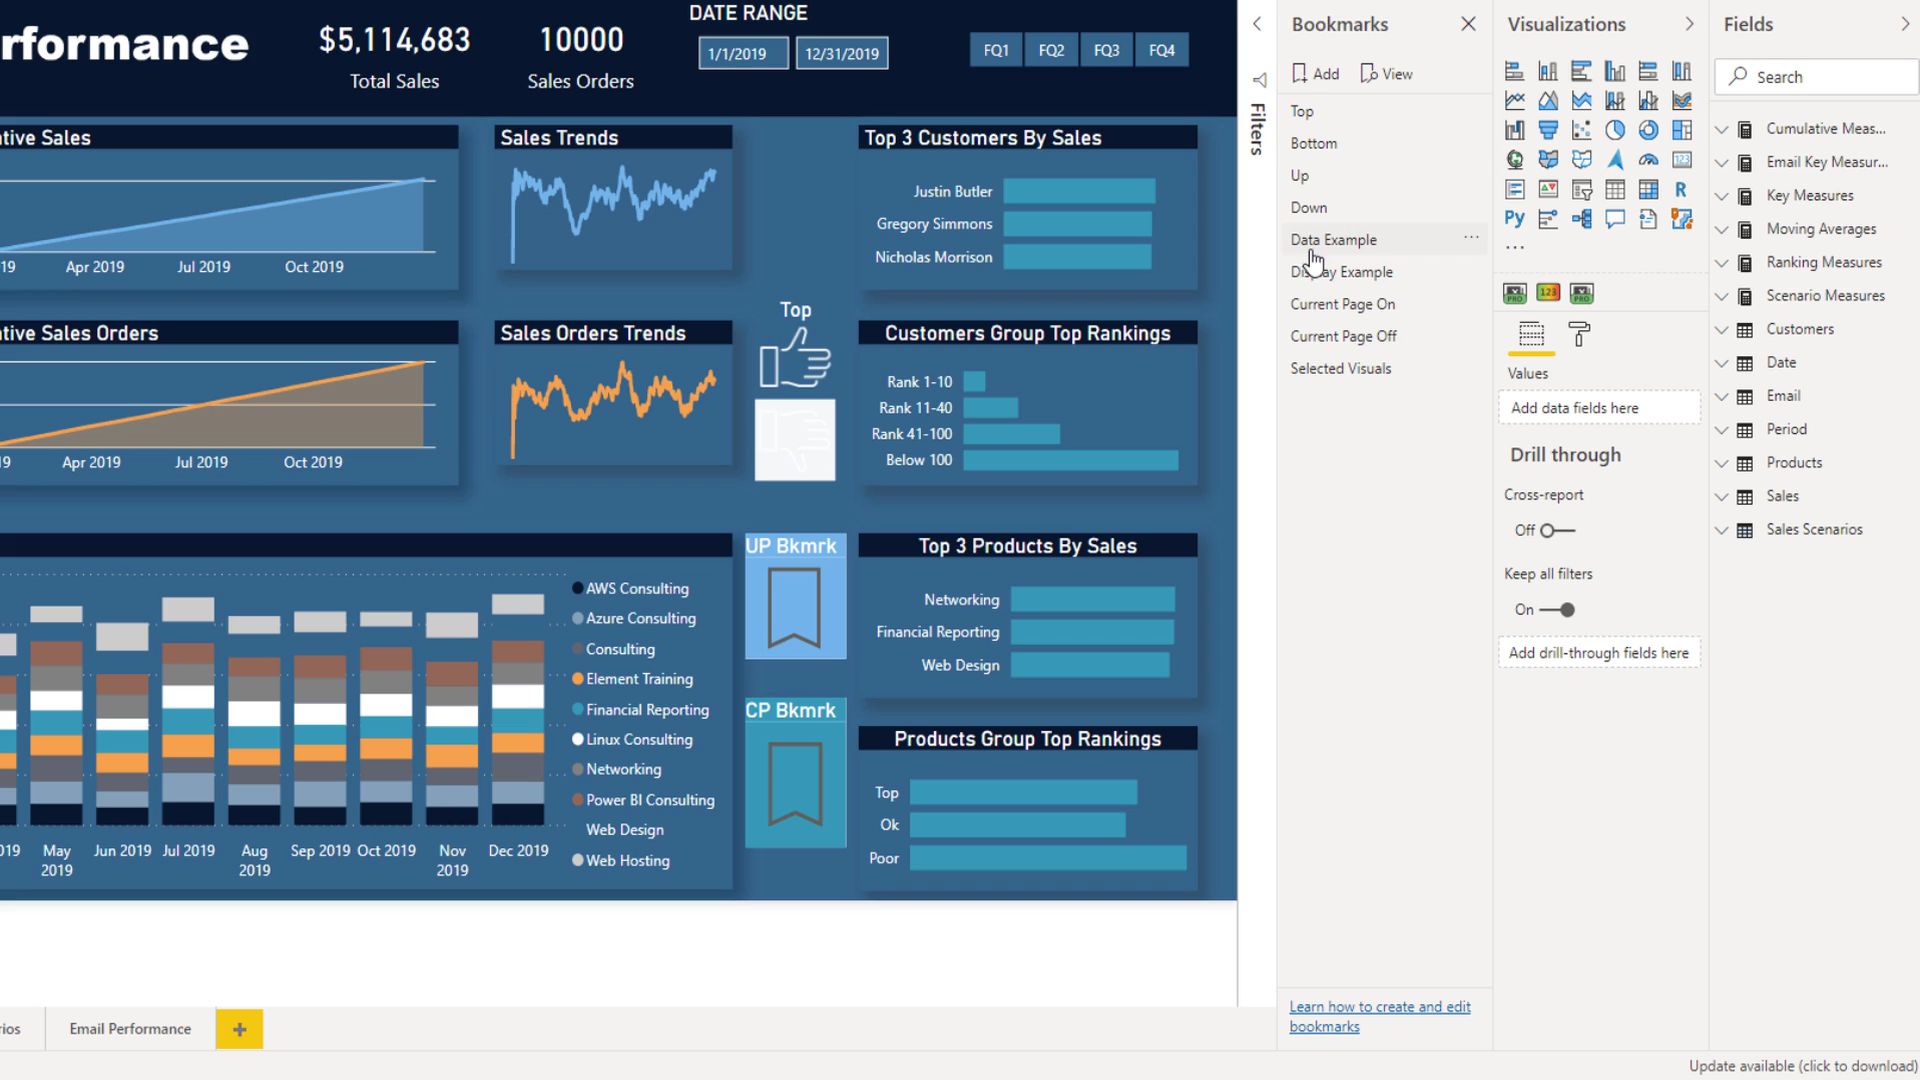 rformance
$5,114,683
Total Sales
10000
Sales Orders
DATE RANGE
1/1/2019
12/31/2019
FQ1
FQ2
FQ3
FQ4
tive Sales
19
Apr 2019
Jul 2019
Oct 2019
Sales Trends
Top 3 Customers By Sales
Justin Butler
Gregory Simmons
Nicholas Morrison
tive Sales Orders
9
Apr 2019
Jul 2019
Oct 2019
Sales Orders Trends
Top
Customers Group Top Rankings
Rank 1-10
Rank 11-40
Rank 41-100
Below 100
019
May
2019
Jun 2019
Jul 2019
Aug
2019
Sep 2019
Oct 2019
Nov
2019
Dec 2019
AWS Consulting
Azure Consulting
Consulting
Element Training
Financial Reporting
Linux Consulting
Networking
Power BI Consulting
Web Design
Web Hosting
UP Bkmrk
CP Bkmrk
Top 3 Products By Sales
Networking
Financial Reporting
Web Design
Products Group Top Rankings
Top
Ok
Poor
rios
Email Performance
+
Filters
Bookmarks
Add
View
Top
Bottom
Up
Down
Data Example
...
Display Example
Current Page On
Current Page Off
Selected Visuals
Learn how to create and edit
bookmarks
Visualizations
123
R
Py
...
PRO
123
PRO
Values
Add data fields here
Drill through
Cross-report
Off
Keep all filters
On
Add drill-through fields here
Fields
Search
Cumulative Meas...
Email Key Measur...
Key Measures
Moving Averages
Ranking Measures
Scenario Measures
Customers
Date
Email
Period
Products
Sales
Sales Scenarios
Update available (click to download)